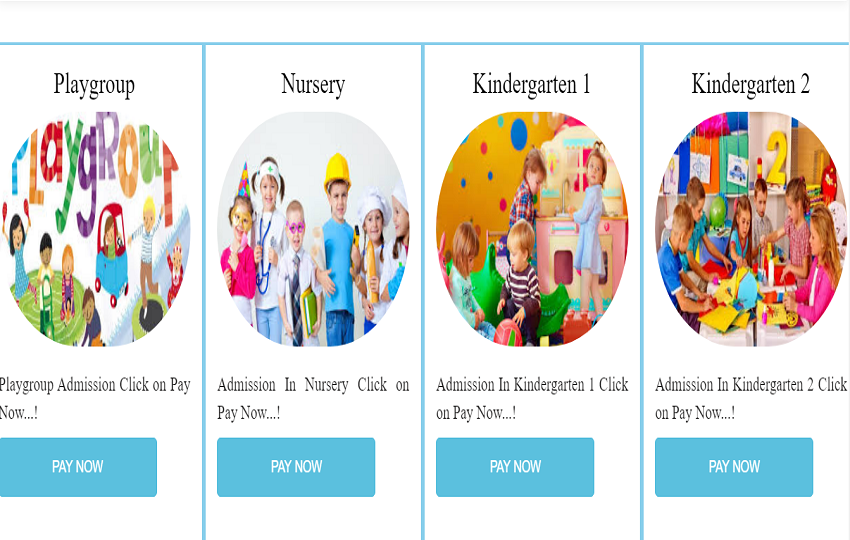 Playgroup
PLaygROuT
Playgroup Admission Click on Pay
Now...!
PAY NOW
Nursery
Admission In Nursery Click on
Pay Now...!
PAY NOW
Kindergarten 1
Admission In Kindergarten 1 Click
on Pay Now...!
PAY NOW
Kindergarten 2
2
Admission In Kindergarten 2 Click
on Pay Now...!
PAY NOW